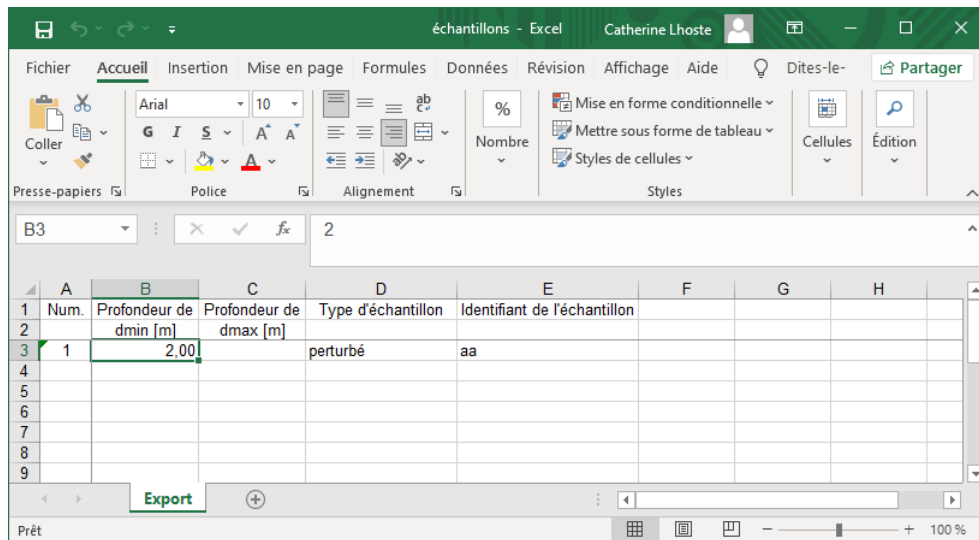 échantillons - Excel Catherine Lhoste
Fichier Accueil Insertion Mise en page Formules Données Révision Affichage Aide Dites-le- Partager
Coller
Arial 10
G I S A A A
ab
%
Nombre
Mise en forme conditionnelle
Mettre sous forme de tableau
Styles de cellules
Cellules
Édition
Presse-papiers Police Alignement Styles
B3 fx 2
A B C D E F G H
1 Num. Profondeur de Profondeur de Type d'échantillon Identifiant de l'échantillon
2 dmin [m] dmax [m]
3 1 2,00 perturbé aa
4
5
6
7
8
9
Export
Prêt 100 %